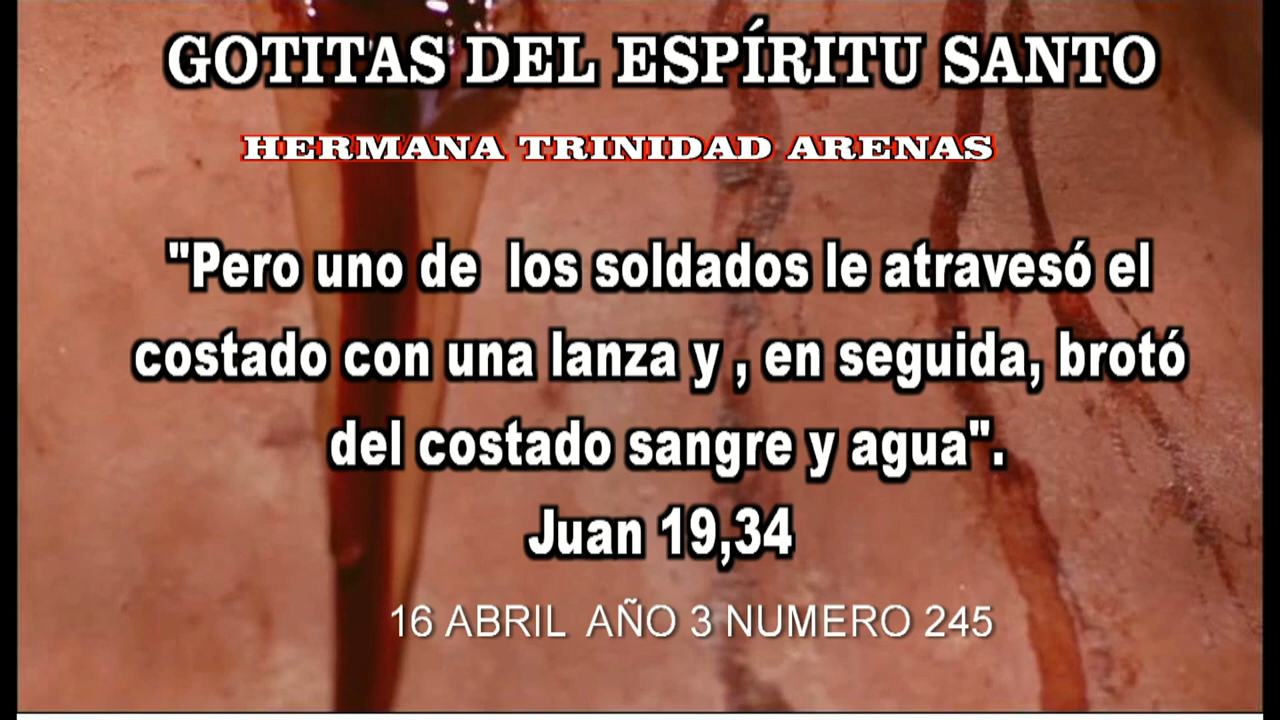 GOTITAS DEL ESPÍRITU SANTO
HERMANA TRINIDAD ARENAS
"Pero uno de los soldados le atravesó el
costado con una lanza y , en seguida, brotó
del costado sangre y agua".
Juan 19,34
16 ABRIL AÑO 3 NUMERO 245